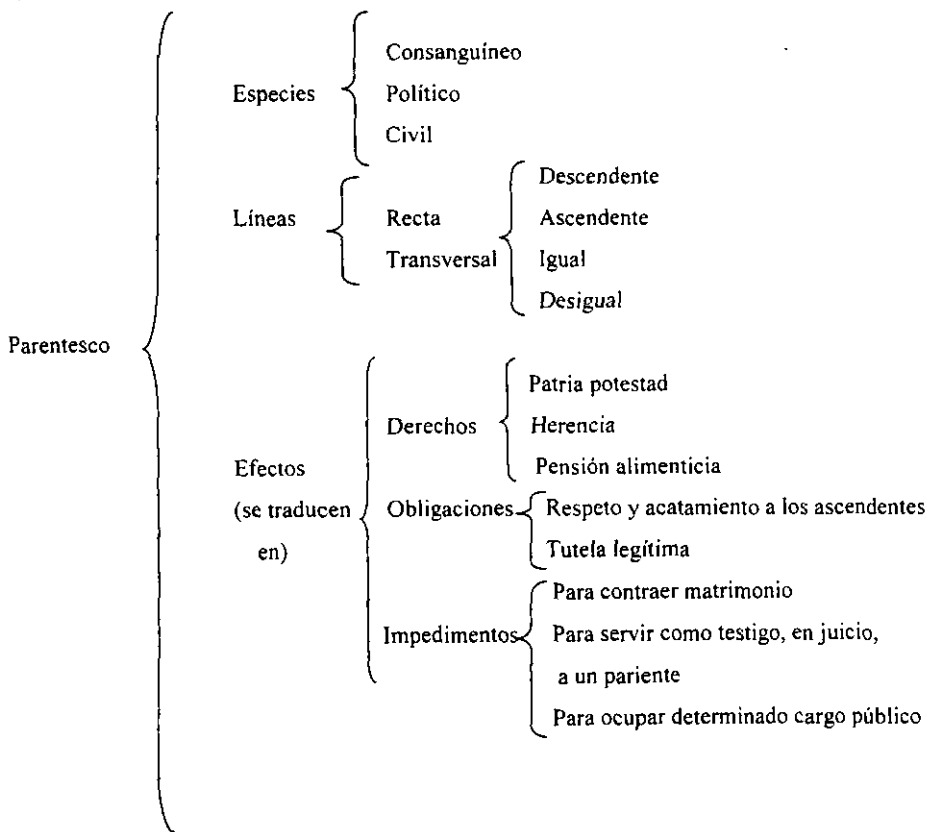 Parentesco
Especies
Consanguíneo
Político
Civil
Líneas
Recta
Transversal
Descendente
Ascendente
Igual
Desigual
Efectos
(se traducen
en)
Derechos
Patria potestad
Herencia
Pensión alimenticia
Obligaciones
Respeto y acatamiento a los ascendentes
Tutela legítima
Impedimentos
Para contraer matrimonio
Para servir como testigo, en juicio,
a un pariente
Para ocupar determinado cargo público